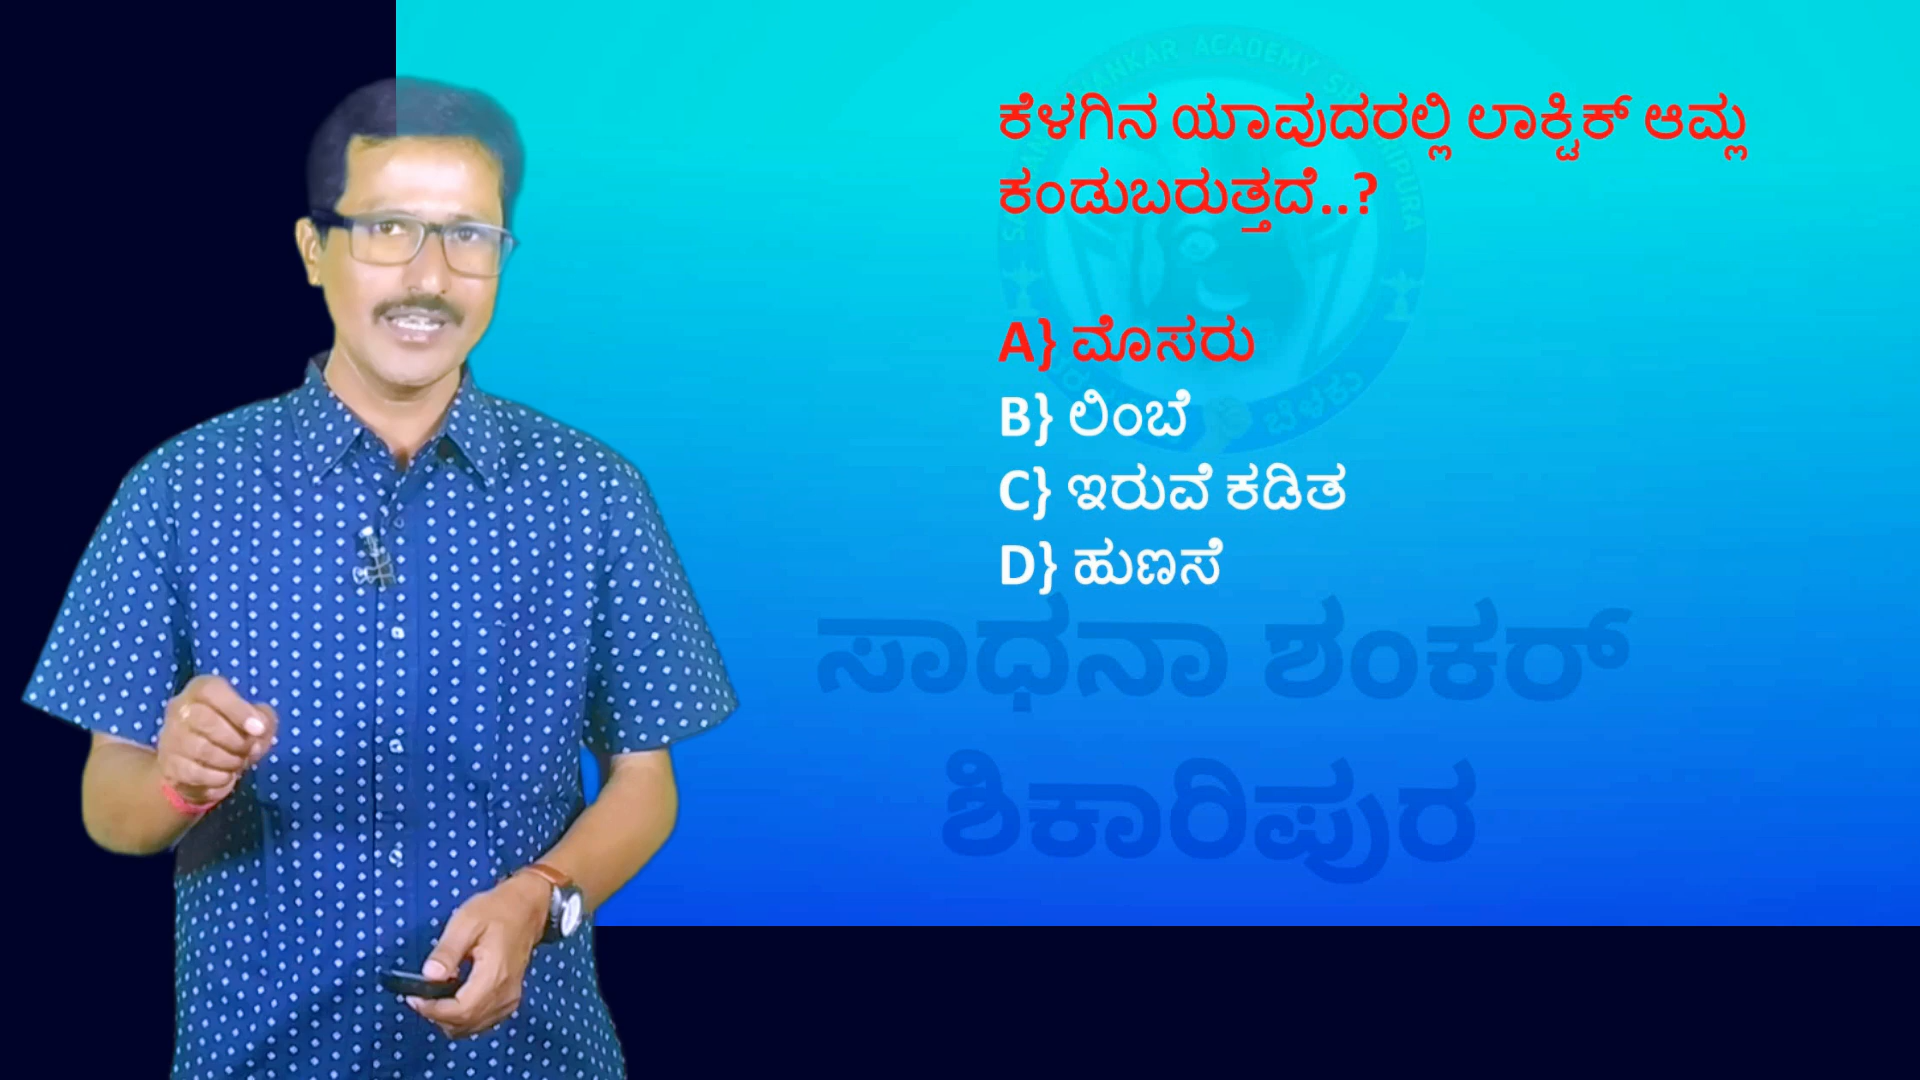 ಕೆಳಗಿನ ಯಾವುದರಲ್ಲಿ ಲಾಕ್ಟಿಕ್ ಆಮ್ಲ
ಕಂಡುಬರುತ್ತದೆ..?
A} ಮೊಸರು
B} ಲಿಂಬೆ
C} ಇರುವೆ ಕಡಿತ
D} ಹುಣಸೆ
ಸಾಧನಾ ಶಂಕರ್
ಶಿಕಾರಿಪುರ